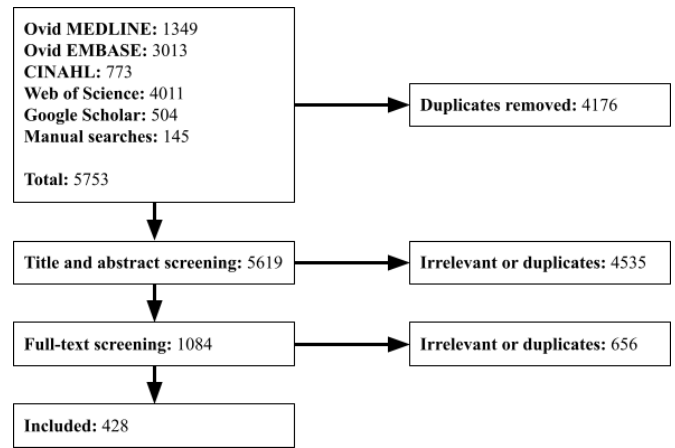 Ovid MEDLINE: 1349
Ovid EMBASE: 3013
CINAHL: 773
Web of Science: 4011
Google Scholar: 504
Manual searches: 145
Total: 5753
Duplicates removed: 4176
Title and abstract screening: 5619
Irrelevant or duplicates: 4535
Full-text screening: 1084
Irrelevant or duplicates: 656
Included: 428